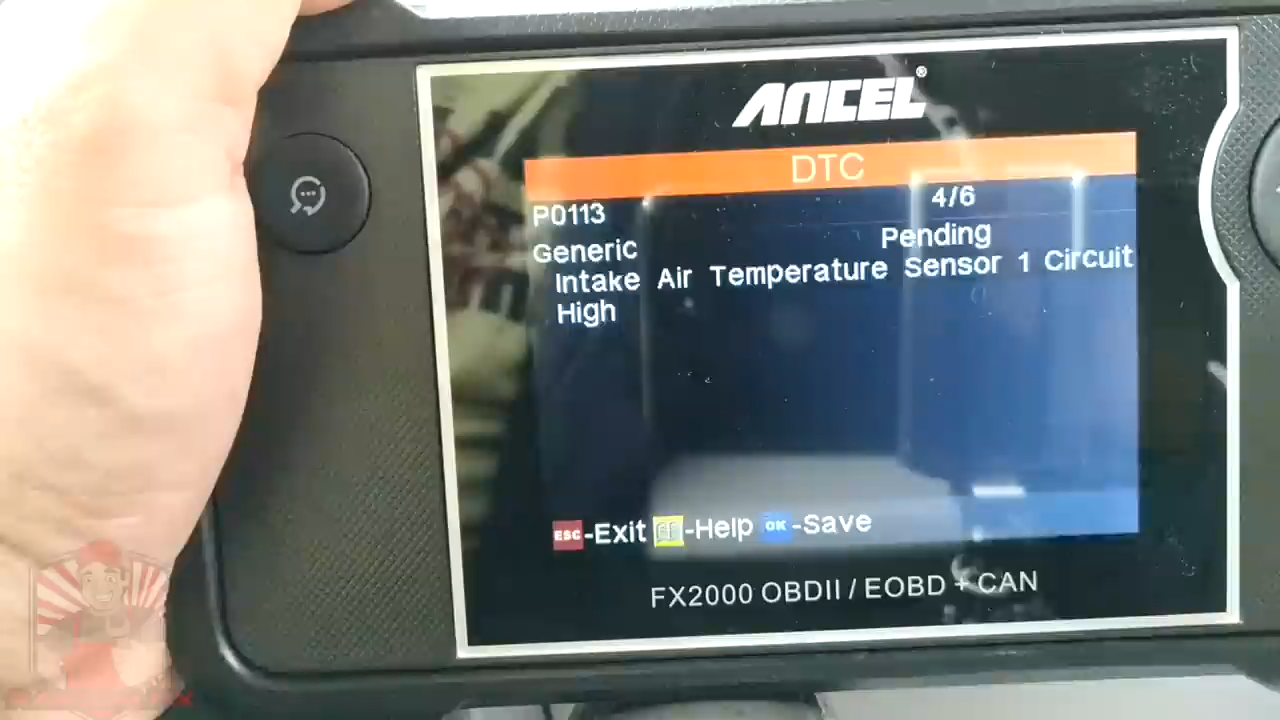 ANCEL®
DTC
4/6
P0113
Generic Pending
Intake Air Temperature Sensor 1 Circuit
High
ESC-Exit -Help OK-Save
FX2000 OBDII / EOBD + CAN